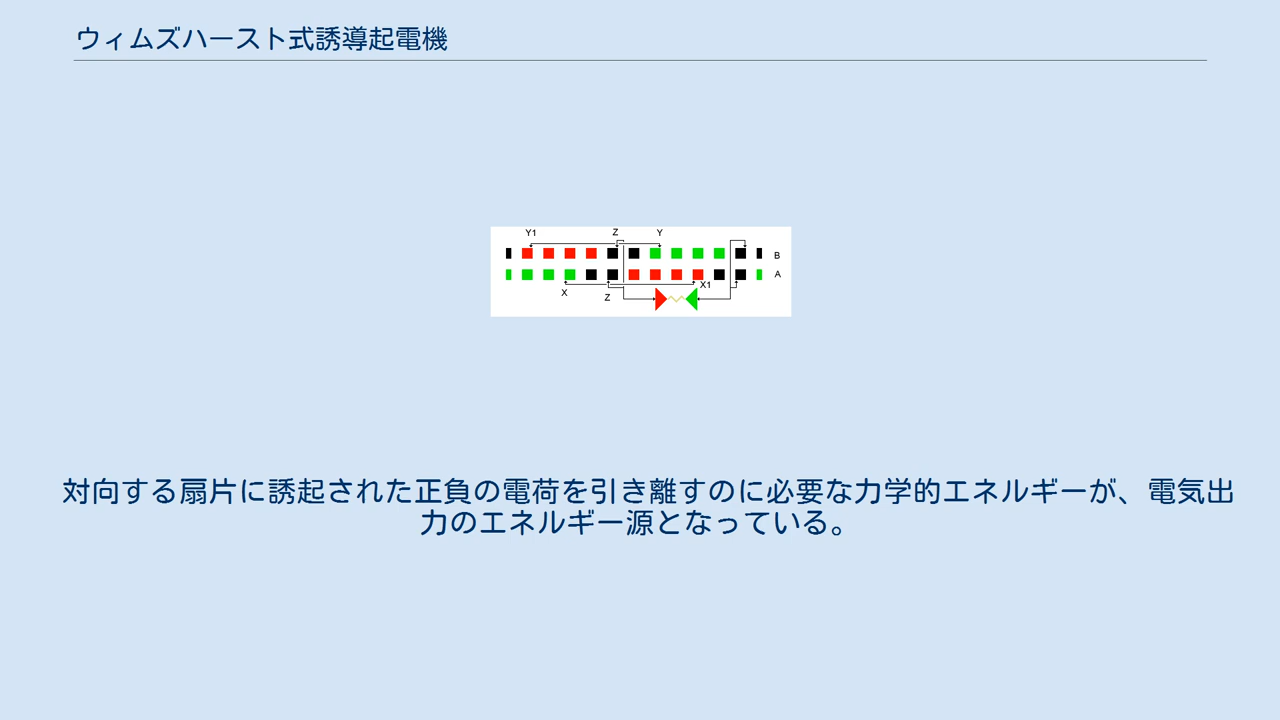 ウィムズハースト式誘導起電機
Y1 Z Y
B
A
X Z X1
対向する扇片に誘起された正負の電荷を引き離すのに必要な力学的エネルギーが、電気出
力のエネルギー源となっている。